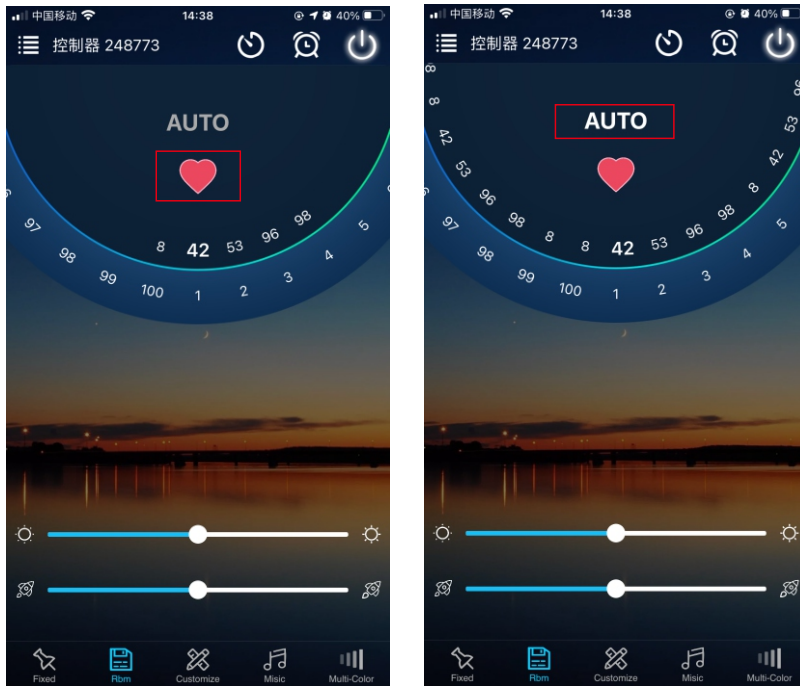 中国移动 14:38 40%
控制器 248773
AUTO
8 42 53 96 98
97 98 99 100 1 2 3 4 5
Fixed Rbm Customize Misic Multi-Color
中国移动 14:38 40%
控制器 248773
AUTO
8 8 42 53 96 98 8 8 42 53 96 98 8 42 53
97 98 99 100 1 2 3 4 5
Fixed Rbm Customize Misic Multi-Color